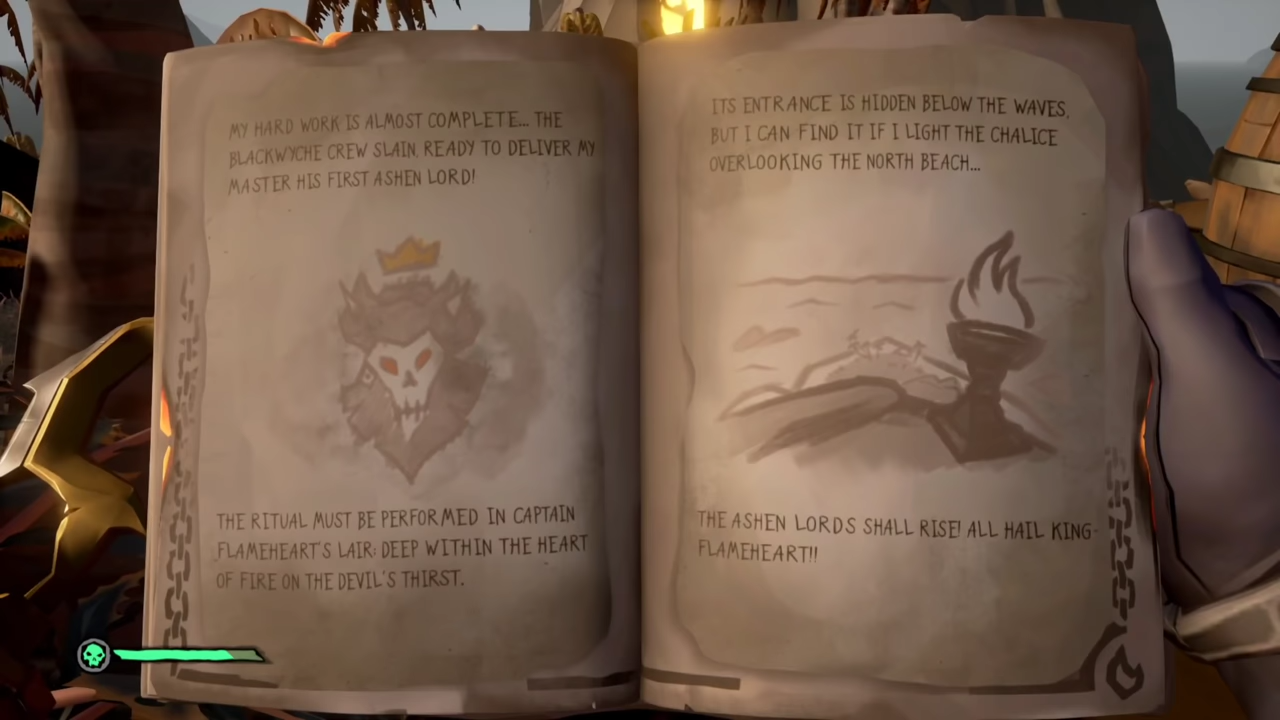 MY HARD WORK IS ALMOST COMPLETE... THE
BLACKWYCHE CREW SLAIN, READY TO DELIVER MY
MASTER HIS FIRST ASHEN LORD!
THE RITUAL MUST BE PERFORMED IN CAPTAIN
FLAMEHEART'S LAIR: DEEP WITHIN THE HEART
OF FIRE ON THE DEVIL'S THIRST.
ITS ENTRANCE IS HIDDEN BELOW THE WAVES,
BUT I CAN FIND IT IF I LIGHT THE CHALICE
OVERLOOKING THE NORTH BEACH...
THE ASHEN LORDS SHALL RISE! ALL HAIL KING
FLAMEHEART!!